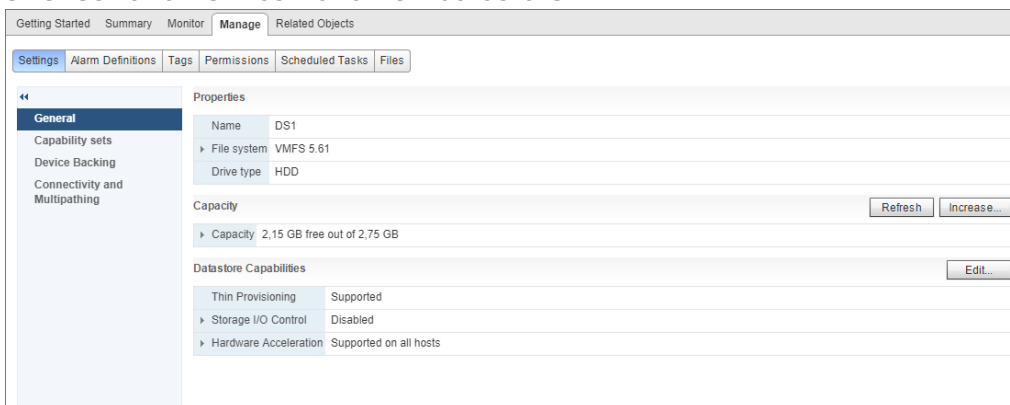 Getting Started Summary Monitor Manage Related Objects
Settings Alarm Definitions Tags Permissions Scheduled Tasks Files
General
Capability sets
Device Backing
Connectivity and
Multipathing
Properties
Name DS1
File system VMFS 5.61
Drive type HDD
Capacity Refresh Increase...
Capacity 2,15 GB free out of 2,75 GB
Datastore Capabilities Edit...
Thin Provisioning Supported
Storage I/O Control Disabled
Hardware Acceleration Supported on all hosts